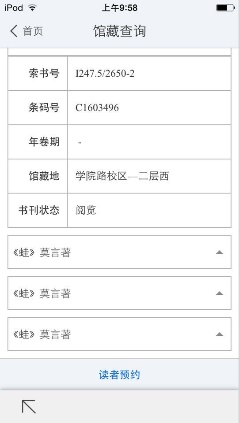 iPod 上午9:58
首页 馆藏查询
索书号 I247.5/2650-2
条码号 C1603496
年卷期 -
馆藏地 学院路校区—二层西
书刊状态 阅览
《蛙》莫言著
《蛙》莫言著
《蛙》莫言著
读者预约